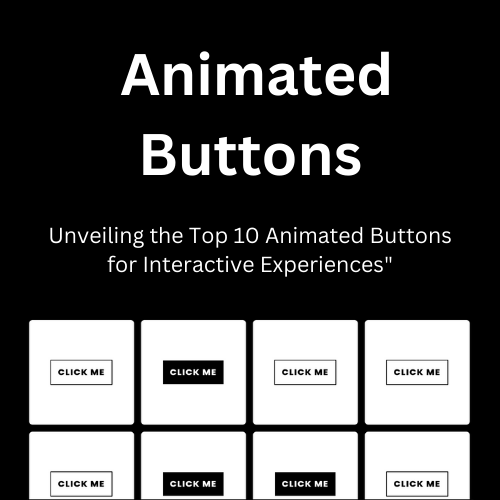 Animated
Buttons
Unveiling the Top 10 Animated Buttons
for Interactive Experiences"
CLICK ME CLICK ME CLICK ME CLICK ME
CLICK ME CLICK ME CLICK ME CLICK ME